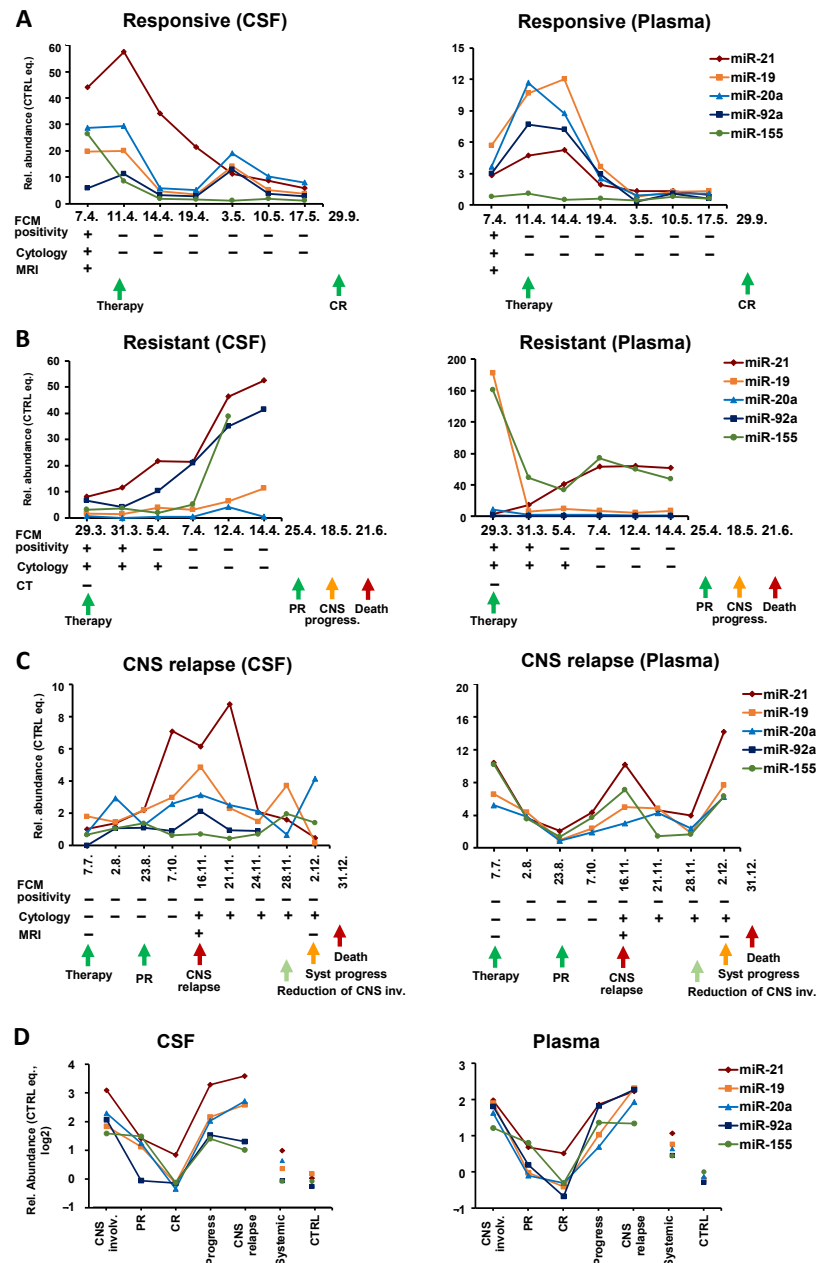 A
Responsive (CSF)
Responsive (Plasma)
Rel. abundance (CTRL eq.)
60
50
40
30
20
10
0
15
12
9
6
3
0
miR-21
miR-19
miR-20a
miR-92a
miR-155
7.4. 11.4. 14.4. 19.4. 3.5. 10.5. 17.5. 29.9.
7.4. 11.4. 14.4. 19.4. 3.5. 10.5. 17.5. 29.9.
FCM positivity + − − − − − −
+ − − − − − −
Cytology + − − − − − −
+ − − − − − −
MRI +
+
Therapy
CR
Therapy
CR
B
Resistant (CSF)
Resistant (Plasma)
Rel. abundance (CTRL eq.)
60
50
40
30
20
10
0
200
160
120
80
40
0
miR-21
miR-19
miR-20a
miR-92a
miR-155
29.3. 31.3. 5.4. 7.4. 12.4. 14.4. 25.4. 18.5. 21.6.
29.3. 31.3. 5.4. 7.4. 12.4. 14.4. 25.4. 18.5. 21.6.
FCM positivity + + − − − −
+ + − − − −
Cytology + + + − − −
+ + + − − −
CT −
−
Therapy
PR
CNS progress.
Death
Therapy
PR
CNS progress.
Death
C
CNS relapse (CSF)
CNS relapse (Plasma)
Rel. abundance (CTRL eq.)
10
8
6
4
2
0
20
16
12
8
4
0
miR-21
miR-19
miR-20a
miR-92a
miR-155
7.7. 2.8. 23.8. 7.10. 16.11. 21.11. 24.11. 28.11. 2.12. 31.12.
7.7. 2.8. 23.8. 7.10. 16.11. 21.11. 28.11. 2.12. 31.12.
FCM positivity − − − − − − − − −
− − − − − − − −
Cytology − − − − + + + + +
− − − − + + + +
MRI − + −
− + −
Therapy
PR
CNS relapse
Death
Syst progress
Reduction of CNS inv.
Therapy
PR
CNS relapse
Death
Syst progress
Reduction of CNS inv.
D
CSF
Plasma
Rel. Abundance (CTRL eq., log2)
4
3
2
1
0
−1
3
2
1
0
−1
miR-21
miR-19
miR-20a
miR-92a
miR-155
CNS involv.
PR
CR
Progress
CNS relapse
Systemic
CTRL
CNS involv.
PR
CR
Progress
CNS relapse
Systemic
CTRL